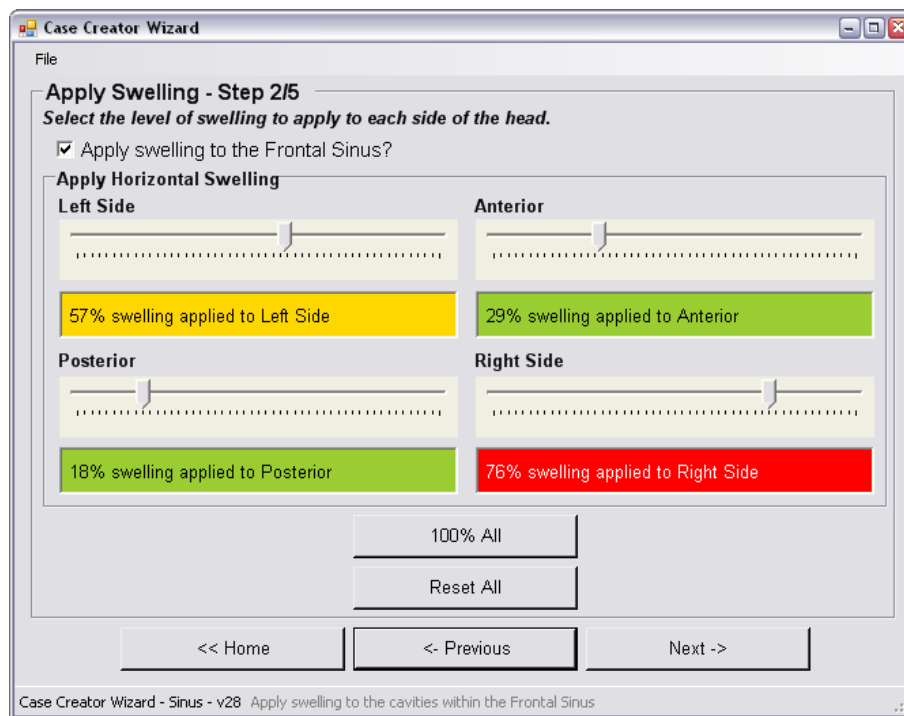 Case Creator Wizard
File
Apply Swelling - Step 2/5
Select the level of swelling to apply to each side of the head.
Apply swelling to the Frontal Sinus?
Apply Horizontal Swelling
Left Side
Anterior
57% swelling applied to Left Side
29% swelling applied to Anterior
Posterior
Right Side
18% swelling applied to Posterior
76% swelling applied to Right Side
100% All
Reset All
<< Home
<- Previous
Next ->
Case Creator Wizard - Sinus - v28 Apply swelling to the cavities within the Frontal Sinus